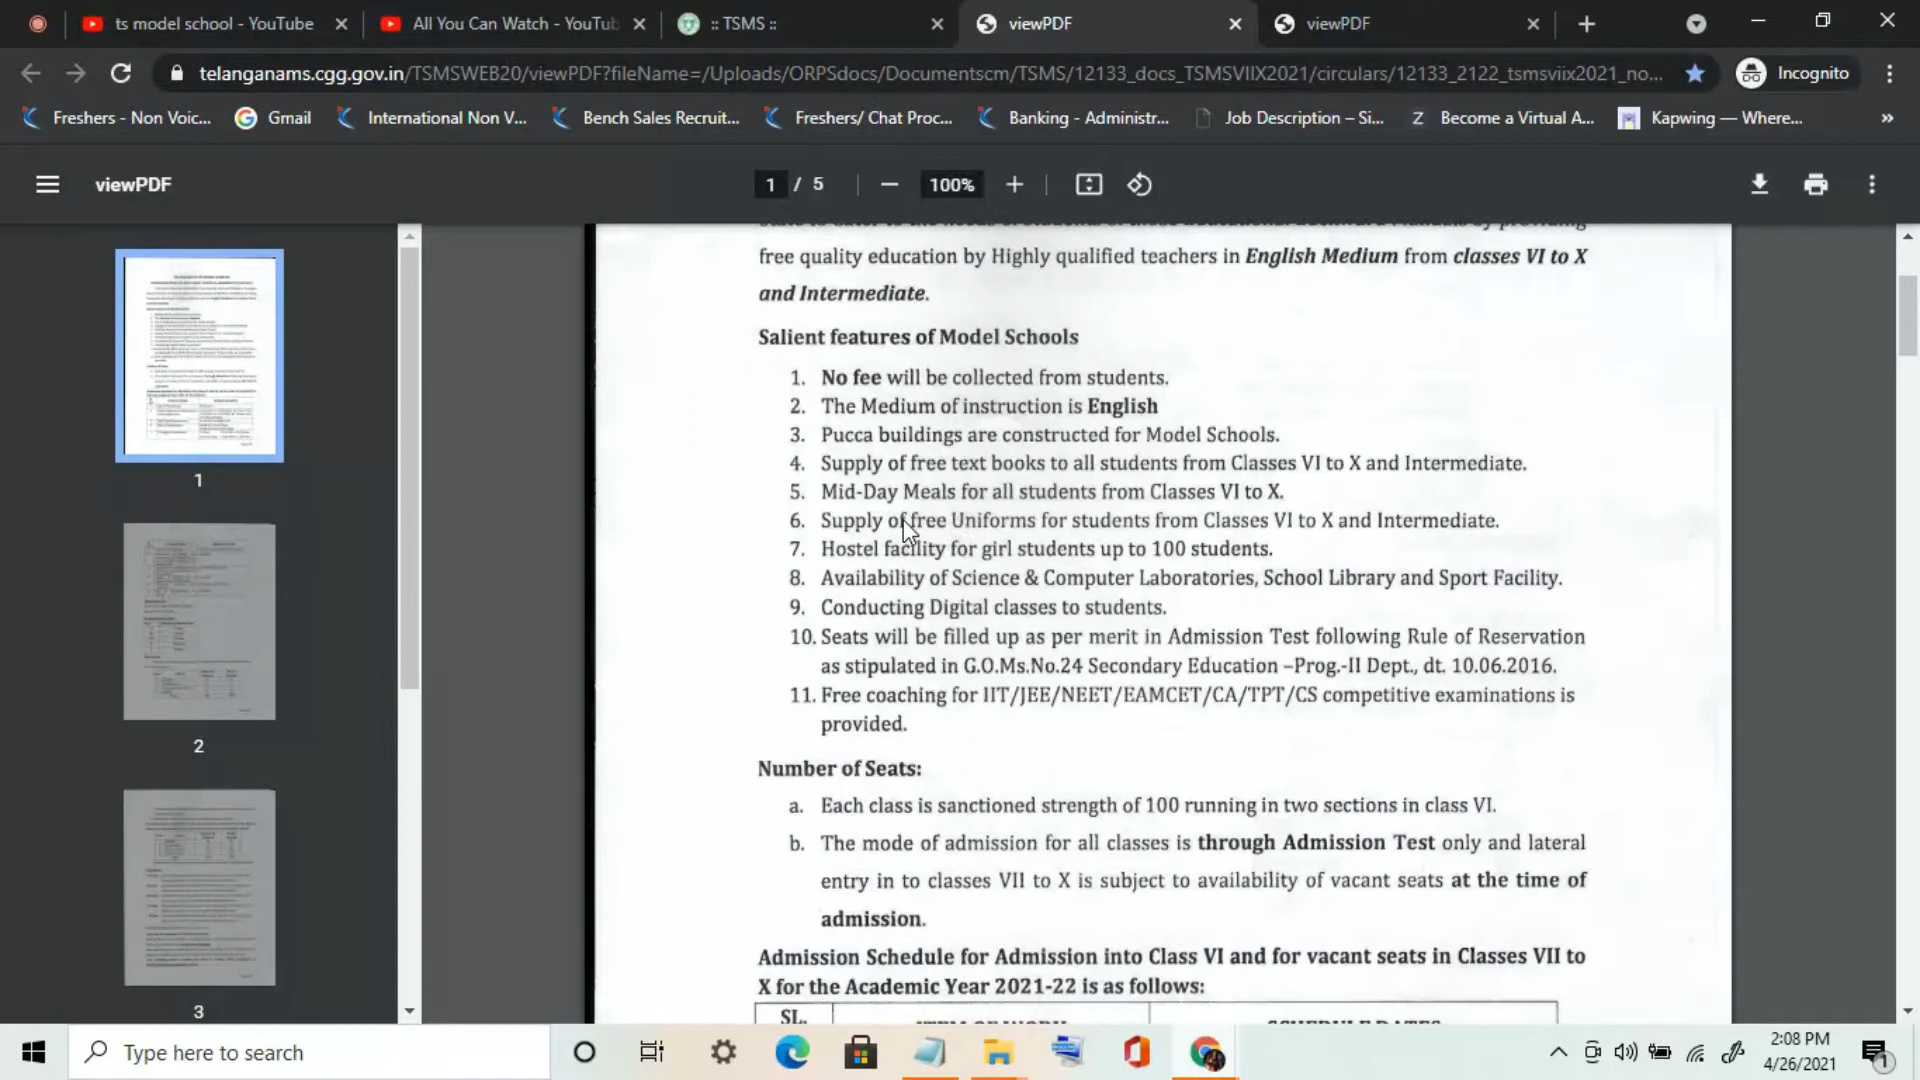 ts model school - YouTube
All You Can Watch - YouTub
:: TSMS ::
viewPDF
viewPDF
telanganams.cgg.gov.in/TSMSWEB20/viewPDF?fileName=/Uploads/ORPSdocs/Documentscm/TSMS/12133_docs_TSMSVIIX2021/circulars/12133_2122_tsmsviix2021_no...
Incognito
Freshers - Non Voic...
Gmail
International Non V...
Bench Sales Recruit...
Freshers/ Chat Proc...
Banking - Administr...
Job Description – Si...
Become a Virtual A...
Kapwing — Where...
»
viewPDF
1 / 5
100%
free quality education by Highly qualified teachers in English Medium from classes VI to X
and Intermediate.
Salient features of Model Schools
1. No fee will be collected from students.
2. The Medium of instruction is English
3. Pucca buildings are constructed for Model Schools.
4. Supply of free text books to all students from Classes VI to X and Intermediate.
5. Mid-Day Meals for all students from Classes VI to X.
6. Supply of free Uniforms for students from Classes VI to X and Intermediate.
7. Hostel facility for girl students up to 100 students.
8. Availability of Science & Computer Laboratories, School Library and Sport Facility.
9. Conducting Digital classes to students.
10. Seats will be filled up as per merit in Admission Test following Rule of Reservation
as stipulated in G.O.Ms.No.24 Secondary Education –Prog.-II Dept., dt. 10.06.2016.
11. Free coaching for IIT/JEE/NEET/EAMCET/CA/TPT/CS competitive examinations is
provided.
Number of Seats:
a. Each class is sanctioned strength of 100 running in two sections in class VI.
b. The mode of admission for all classes is through Admission Test only and lateral
entry in to classes VII to X is subject to availability of vacant seats at the time of
admission.
Admission Schedule for Admission into Class VI and for vacant seats in Classes VII to
X for the Academic Year 2021-22 is as follows:
SL.
1
2
3
Type here to search
2:08 PM
4/26/2021
1